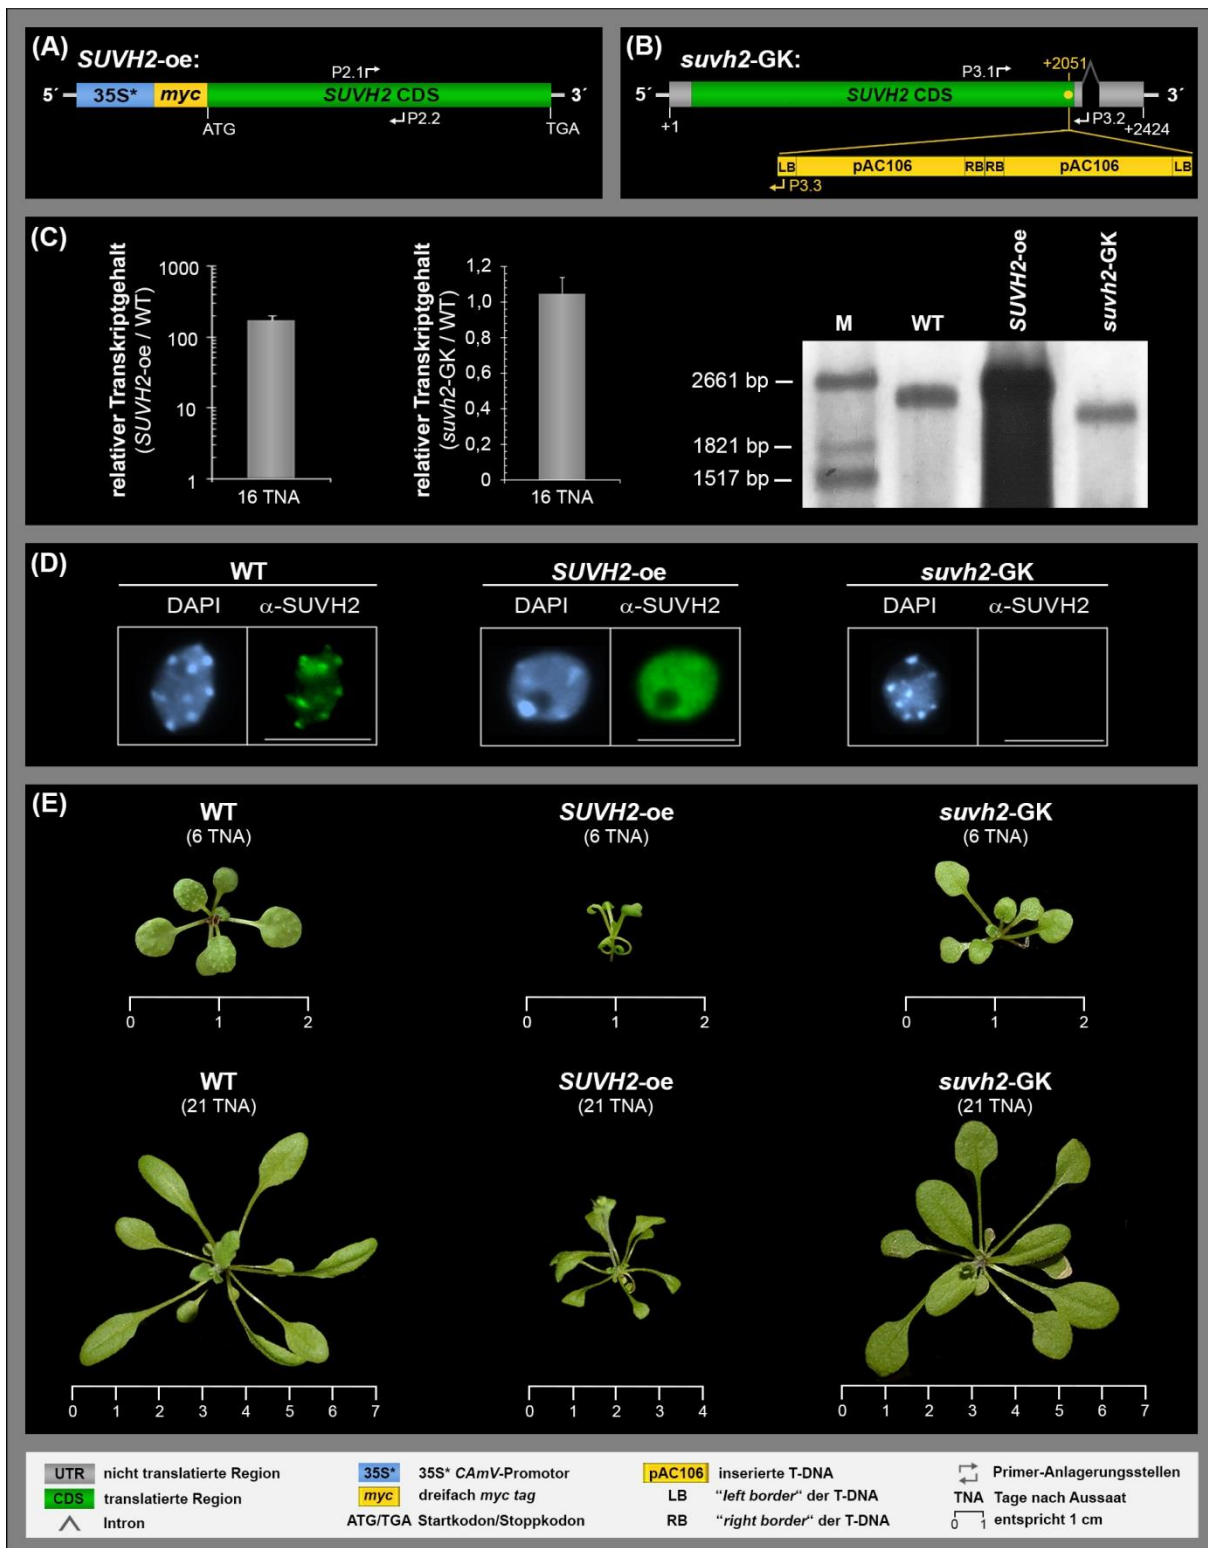 (A) SUVH2-oe:
P2.1
5´ 35S* myc SUVH2 CDS 3´
P2.2
ATG TGA
(B) suvh2-GK:
P3.1 +2051
5´ SUVH2 CDS 3´
P3.2
+1 +2424
LB pAC106 RB RB pAC106 LB
P3.3
(C)
relativer Transkriptgehalt
(SUVH2-oe / WT)
1000
100
10
1
16 TNA
relativer Transkriptgehalt
(suvh2-GK / WT)
1,2
1,0
0,8
0,6
0,4
0,2
0
16 TNA
M WT SUVH2-oe suvh2-GK
2661 bp
1821 bp
1517 bp
(D)
WT SUVH2-oe suvh2-GK
DAPI α-SUVH2 DAPI α-SUVH2 DAPI α-SUVH2
(E)
WT SUVH2-oe suvh2-GK
(6 TNA) (6 TNA) (6 TNA)
0 1 2 0 1 2 0 1 2
WT SUVH2-oe suvh2-GK
(21 TNA) (21 TNA) (21 TNA)
0 1 2 3 4 5 6 7 0 1 2 3 4 0 1 2 3 4 5 6 7
UTR nicht translatierte Region 35S* 35S* CAmV-Promotor pAC106 inserierte T-DNA Primer-Anlagerungsstellen
CDS translatierte Region myc dreifach myc tag LB "left border" der T-DNA TNA Tage nach Aussaat
Intron ATG/TGA Startkodon/Stoppkodon RB "right border" der T-DNA 0 1 entspricht 1 cm